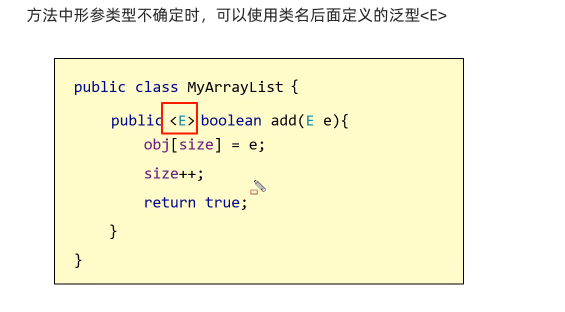 方法中形参类型不确定时，可以使用类名后面定义的泛型<E>
public class MyArrayList {
public <E> boolean add(E e){
obj[size] = e;
size++;
return true;
}
}